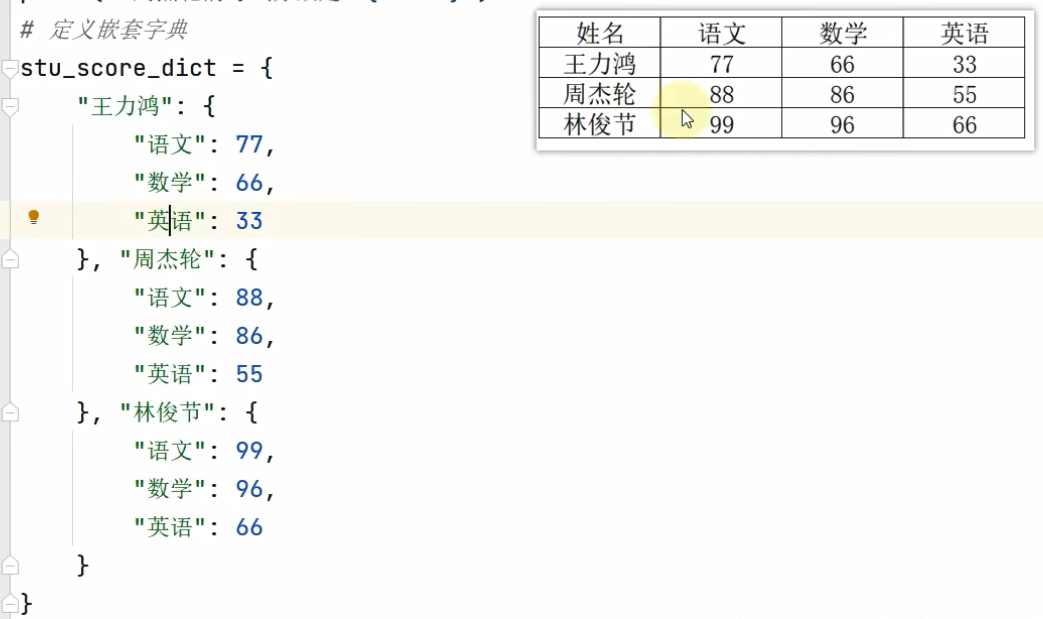 # 定义嵌套字典
stu_score_dict = {
"王力鸿": {
"语文": 77,
"数学": 66,
"英语": 33
}, "周杰轮": {
"语文": 88,
"数学": 86,
"英语": 55
}, "林俊节": {
"语文": 99,
"数学": 96,
"英语": 66
}
}
姓名 语文 数学 英语
王力鸿 77 66 33
周杰轮 88 86 55
林俊节 99 96 66